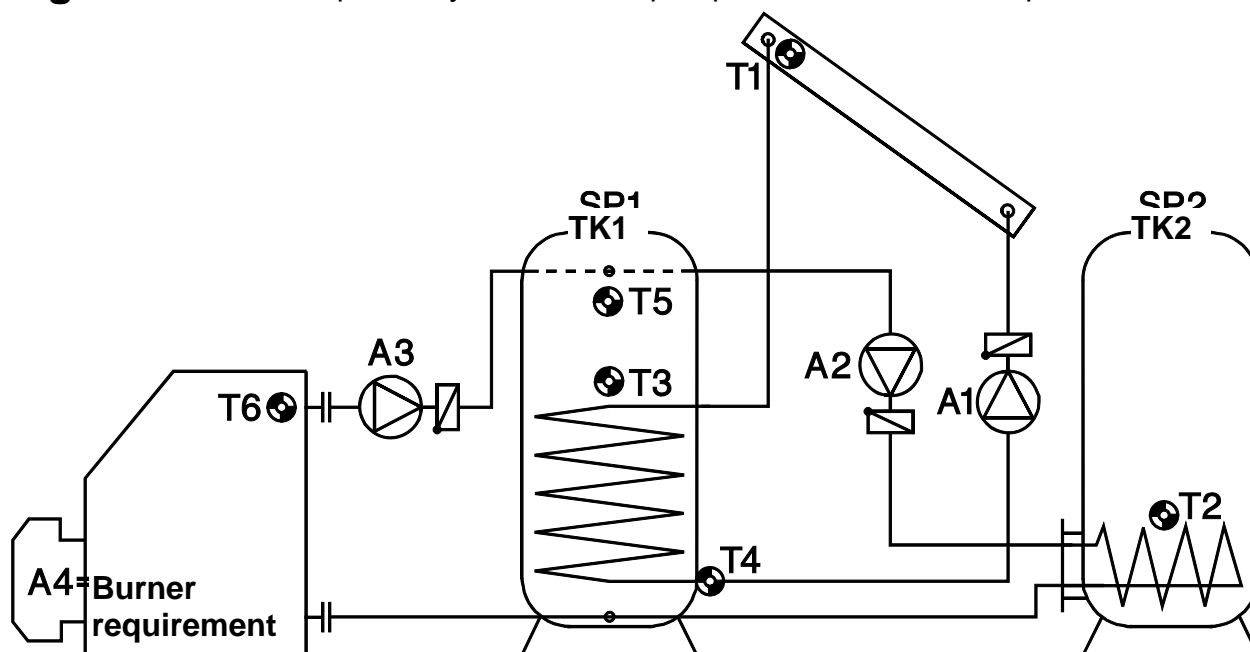 T1
SP1
SP2
TK1
TK2
T5
A3
T3
A2
T6
A1
T2
T4
A4=Burner
requirement